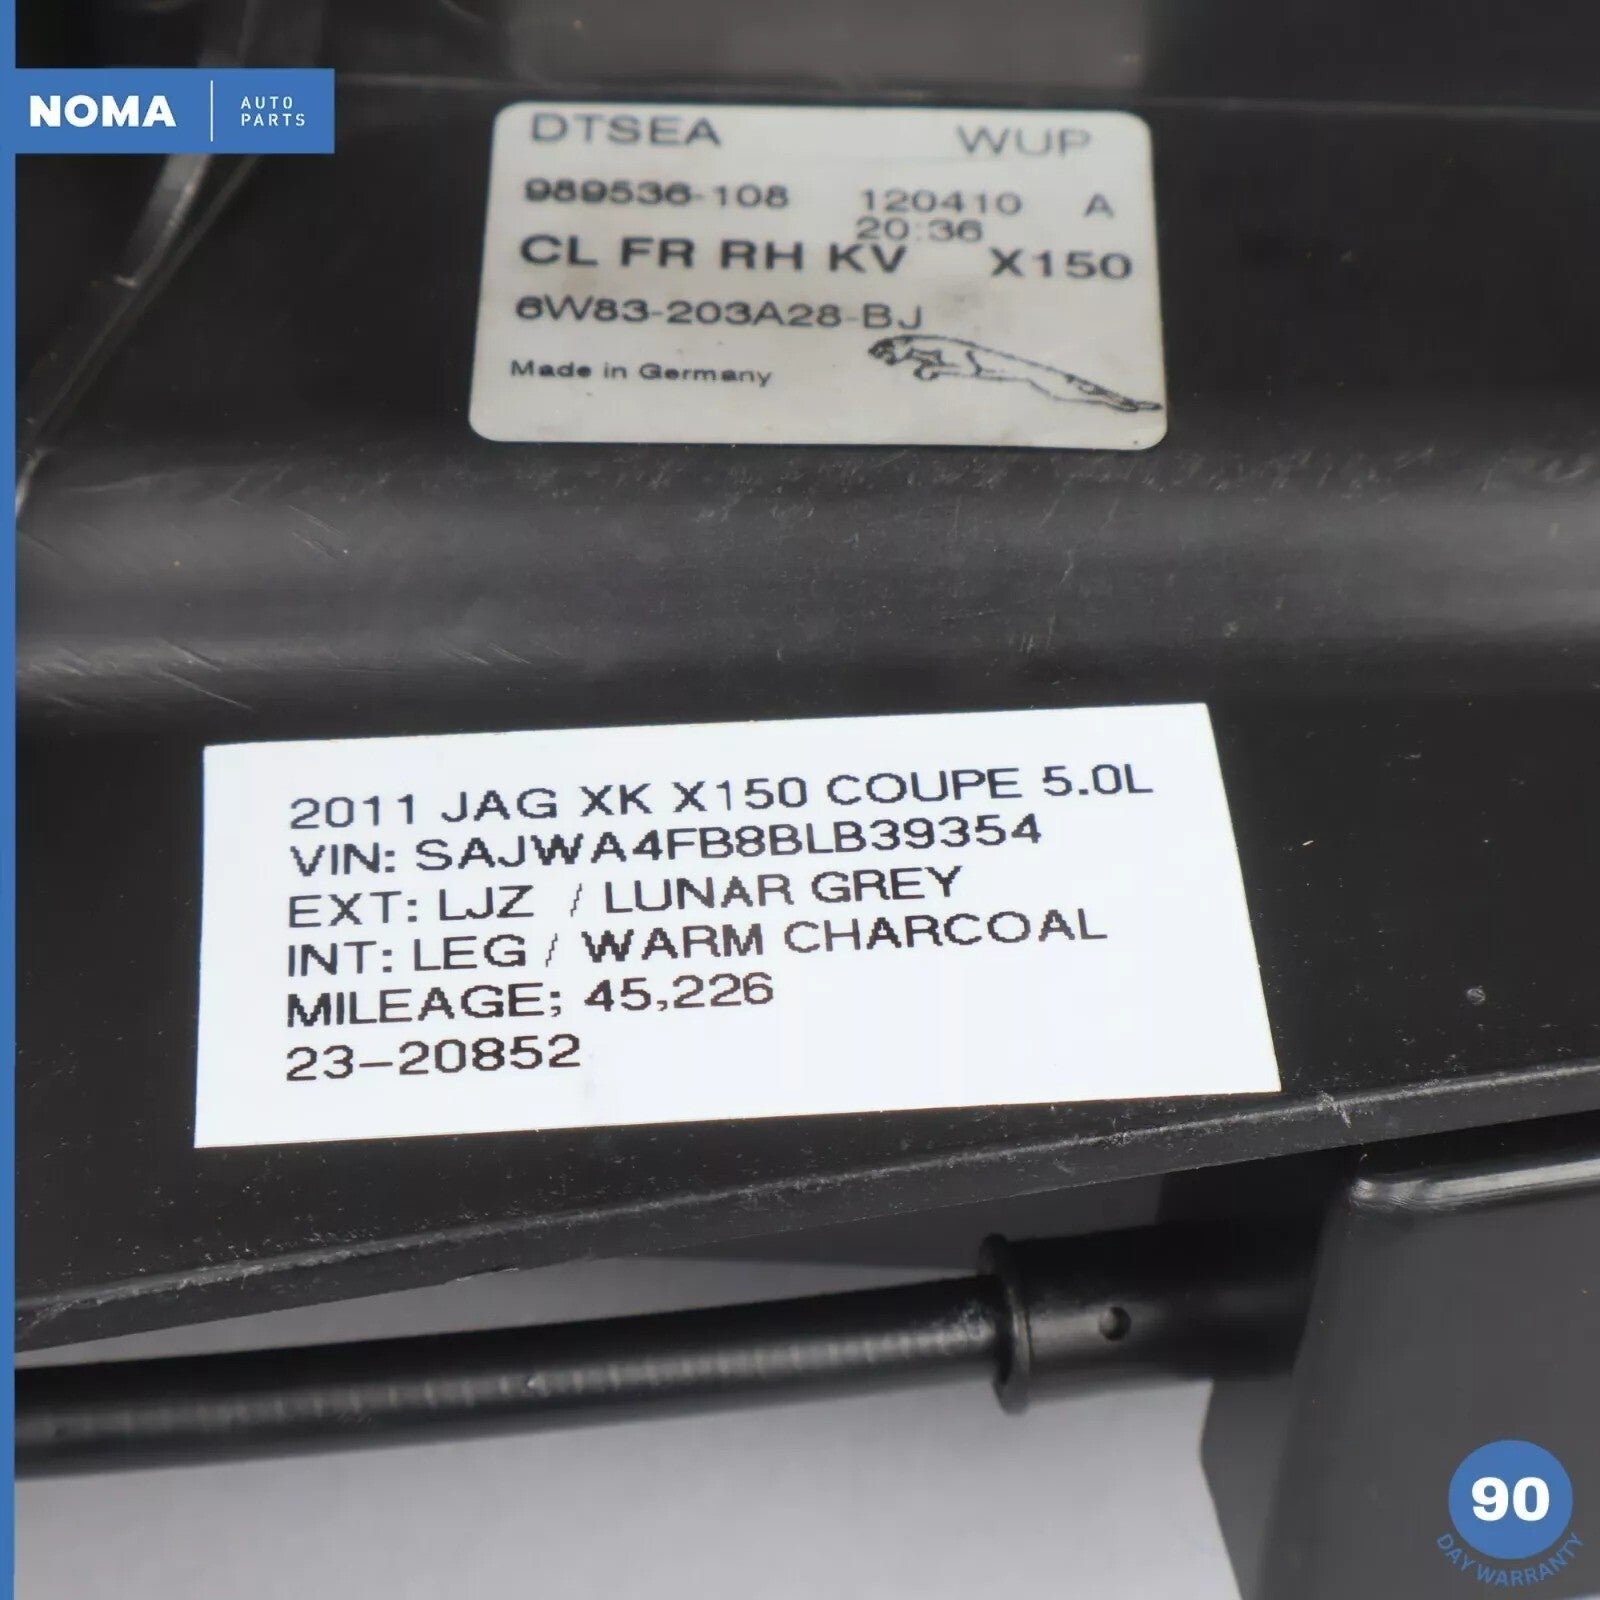 NOMA AUTO PARTS
DTSEA WUP
989536-108 120410 A
20:36
CL FR RH KV X150
6W83-203A28-BJ
Made in Germany
2011 JAG XK X150 COUPE 5.0L
VIN: SAJWA4FB8BLB39354
EXT: LJZ / LUNAR GREY
INT: LEG / WARM CHARCOAL
MILEAGE; 45,226
23-20852
90
DAY WARRANTY